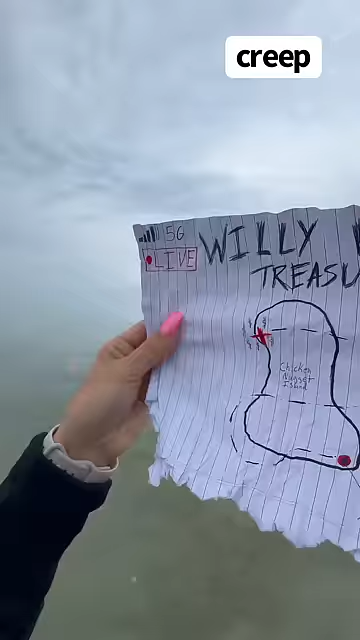 creep
5G
LIVE
WILLY
TREASU
Chicken
Nugget
Island